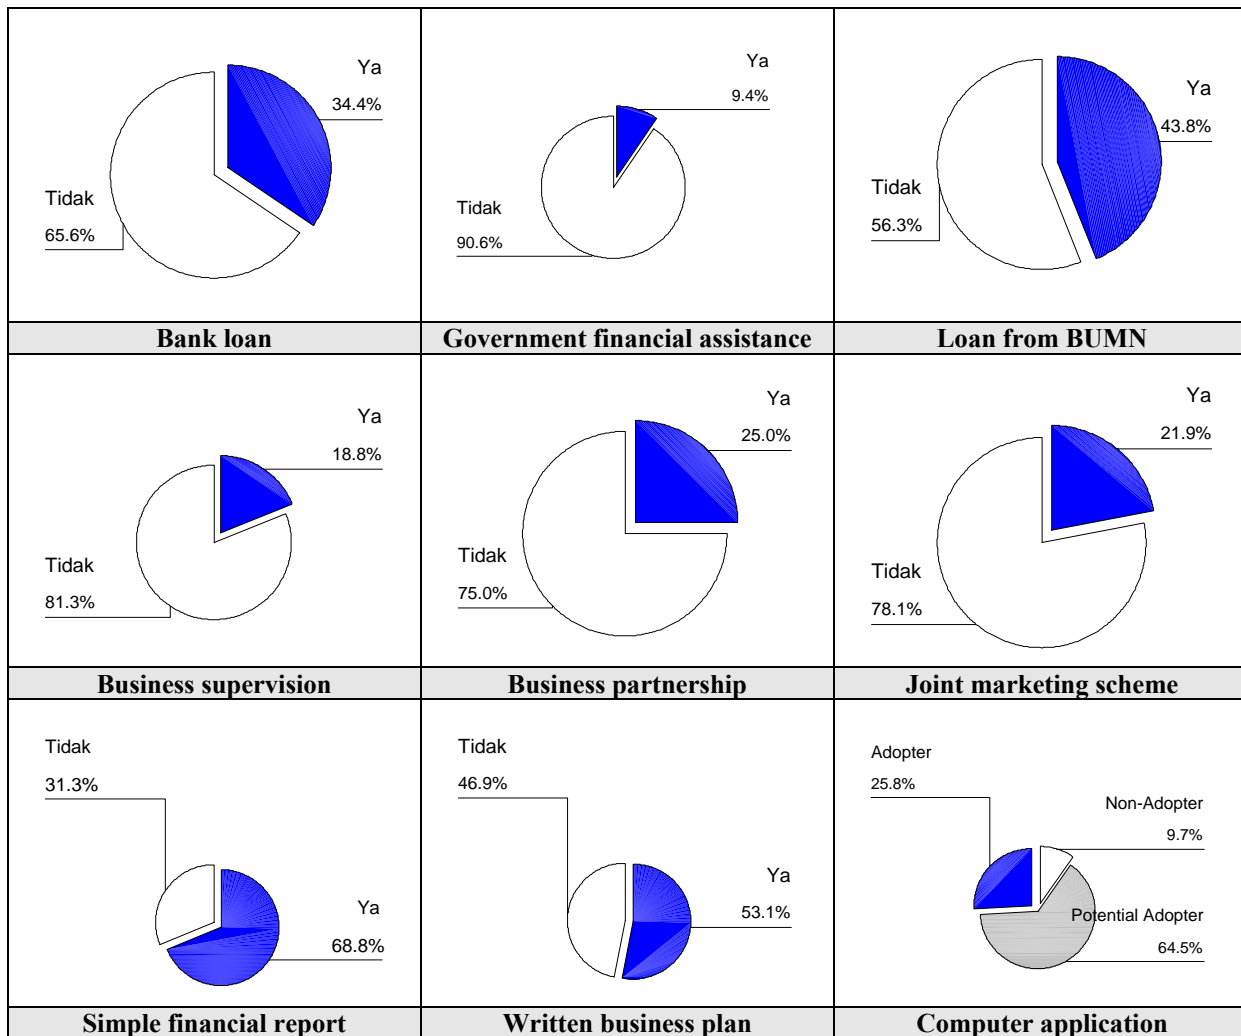 Ya
34.4%
Tidak
65.6%
Bank loan
Ya
9.4%
Tidak
90.6%
Government financial assistance
Ya
43.8%
Tidak
56.3%
Loan from BUMN
Ya
18.8%
Tidak
81.3%
Business supervision
Ya
25.0%
Tidak
75.0%
Business partnership
Ya
21.9%
Tidak
78.1%
Joint marketing scheme
Tidak
31.3%
Ya
68.8%
Simple financial report
Tidak
46.9%
Ya
53.1%
Written business plan
Adopter
25.8%
Non-Adopter
9.7%
Potential Adopter
64.5%
Computer application